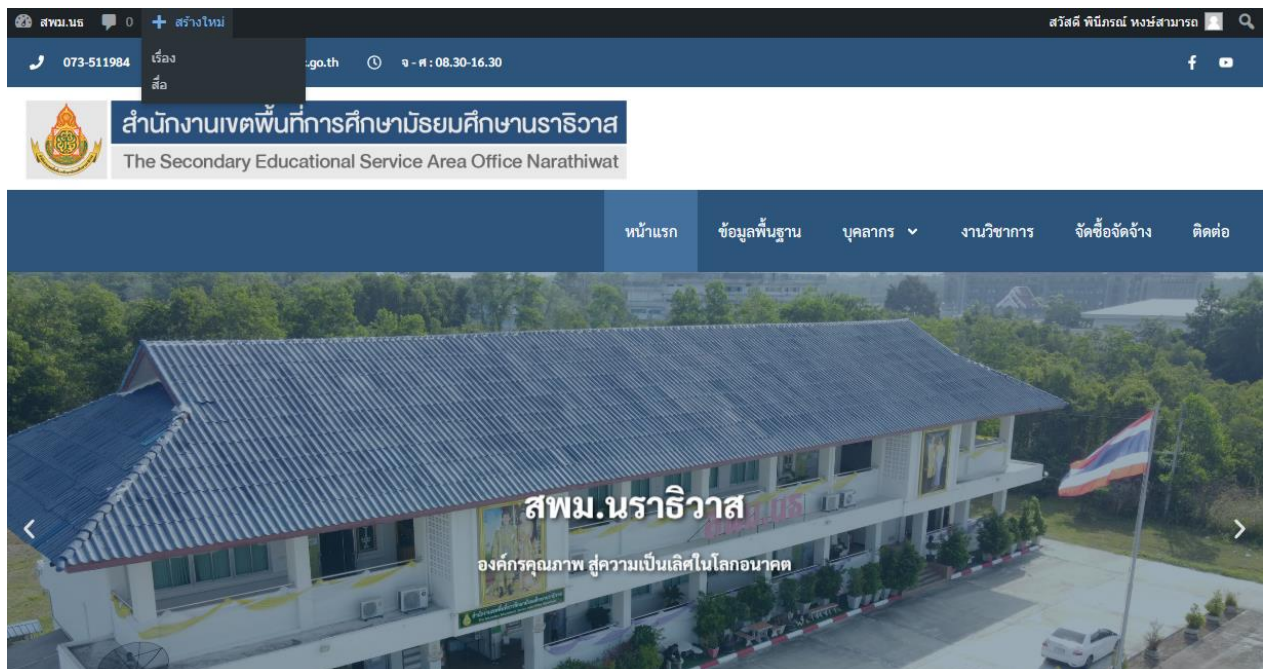 สพม.นธ 0 + สร้างใหม่ สวัสดี พินีภรณ์ หงษ์สามารถ
เรื่อง
สื่อ
073-511984 .go.th จ - ศ : 08.30-16.30
สำนักงานเขตพื้นที่การศึกษามัธยมศึกษานราธิวาส
The Secondary Educational Service Area Office Narathiwat
หน้าแรก ข้อมูลพื้นฐาน บุคลากร งานวิชาการ จัดซื้อจัดจ้าง ติดต่อ
สพม.นราธิวาส
องค์กรคุณภาพ สู่ความเป็นเลิศในโลกอนาคต